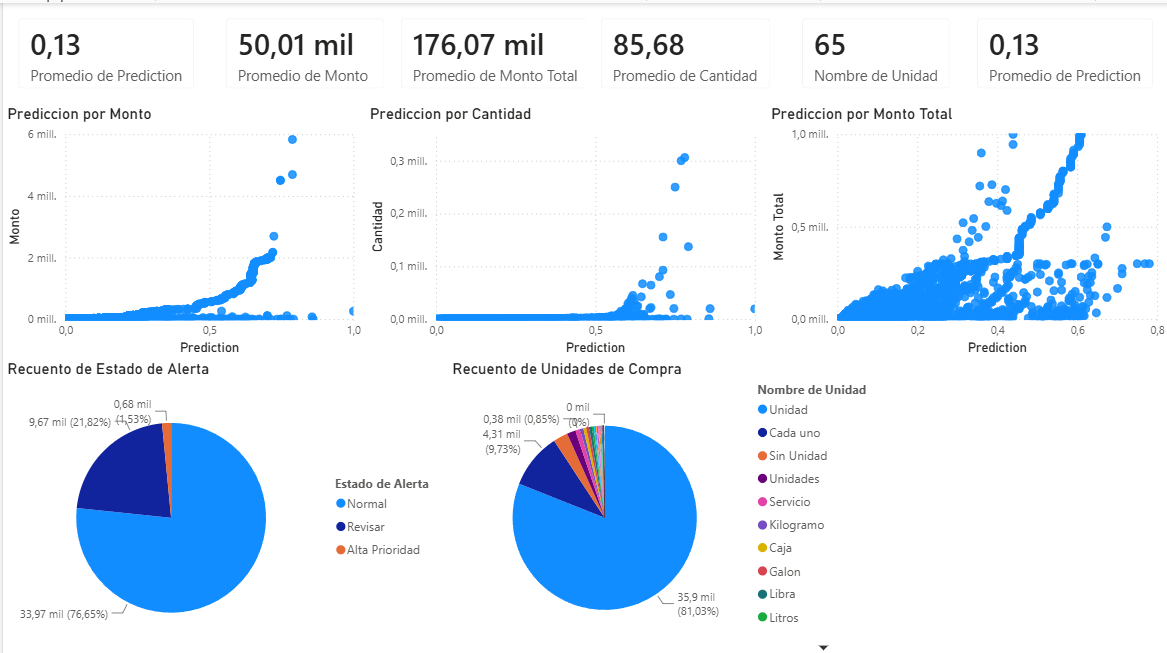 0,13
Promedio de Prediction
50,01 mil
Promedio de Monto
176,07 mil
Promedio de Monto Total
85,68
Promedio de Cantidad
65
Nombre de Unidad
0,13
Promedio de Prediction
Prediccion por Monto
6 mill.
4 mill.
2 mill.
0 mill.
Monto
0,0
0,5
1,0
Prediction
Prediccion por Cantidad
0,3 mill.
0,2 mill.
0,1 mill.
0,0 mill.
Cantidad
0,0
0,5
1,0
Prediction
Prediccion por Monto Total
1,0 mill.
0,5 mill.
0,0 mill.
Monto Total
0,0
0,2
0,4
0,6
0,8
Prediction
Recuento de Estado de Alerta
0,68 mil
(1,53%)
9,67 mil (21,82%)
33,97 mil (76,65%)
Estado de Alerta
Normal
Revisar
Alta Prioridad
Recuento de Unidades de Compra
0 mil
(0%)
0,38 mil (0,85%)
4,31 mil
(9,73%)
35,9 mil
(81,03%)
Nombre de Unidad
Unidad
Cada uno
Sin Unidad
Unidades
Servicio
Kilogramo
Caja
Galon
Libra
Litros